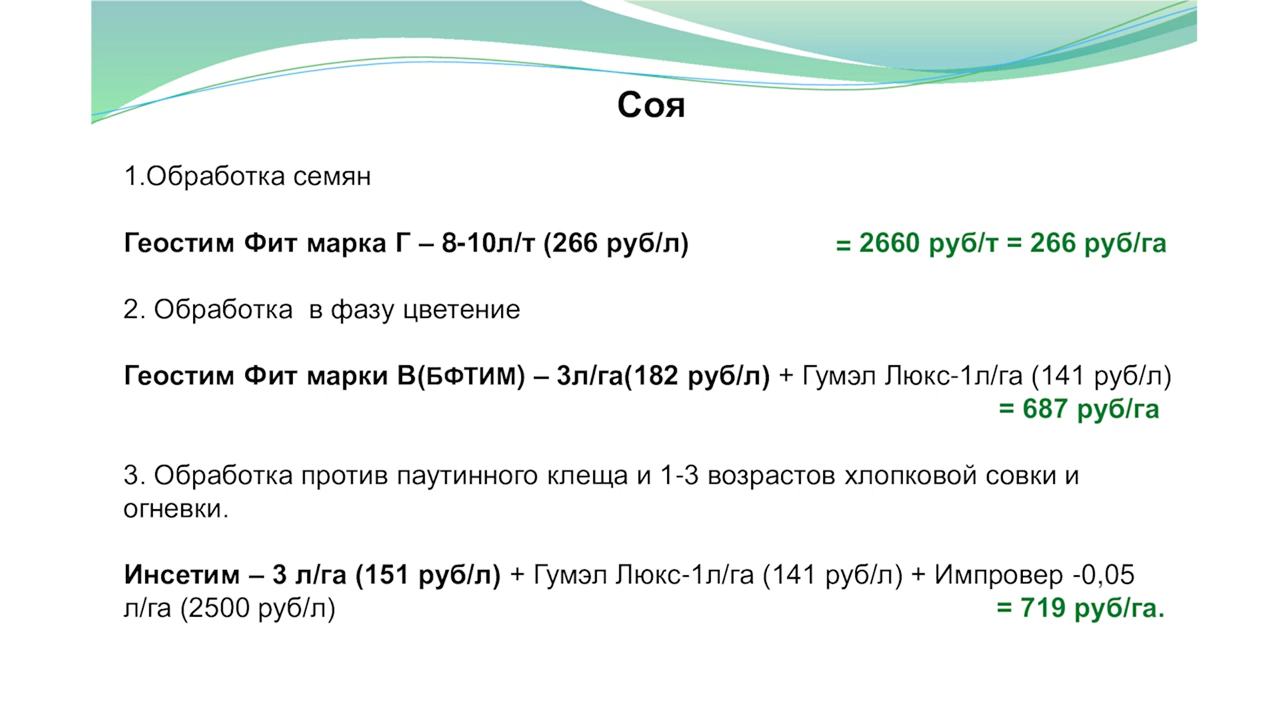 Соя
1.Обработка семян
Геостим Фит марка Г – 8-10л/т (266 руб/л) = 2660 руб/т = 266 руб/га
2. Обработка в фазу цветение
Геостим Фит марки В(БФТИМ) – 3л/га(182 руб/л) + Гумэл Люкс-1л/га (141 руб/л)
= 687 руб/га
3. Обработка против паутинного клеща и 1-3 возрастов хлопковой совки и
огневки.
Инсетим – 3 л/га (151 руб/л) + Гумэл Люкс-1л/га (141 руб/л) + Импровер -0,05
л/га (2500 руб/л) = 719 руб/га.